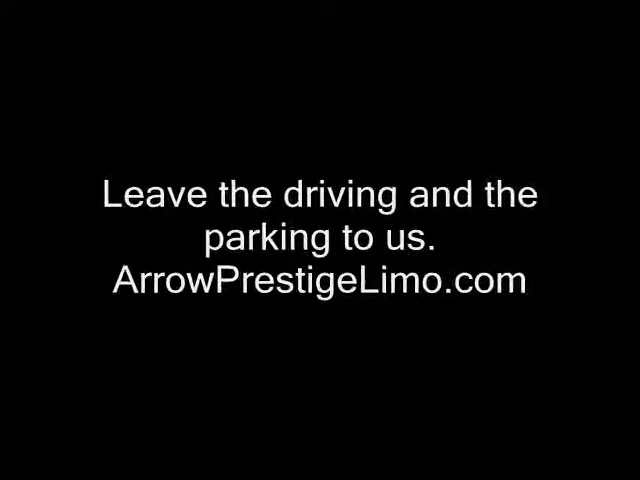 Leave the driving and the
parking to us.
ArrowPrestigeLimo.com